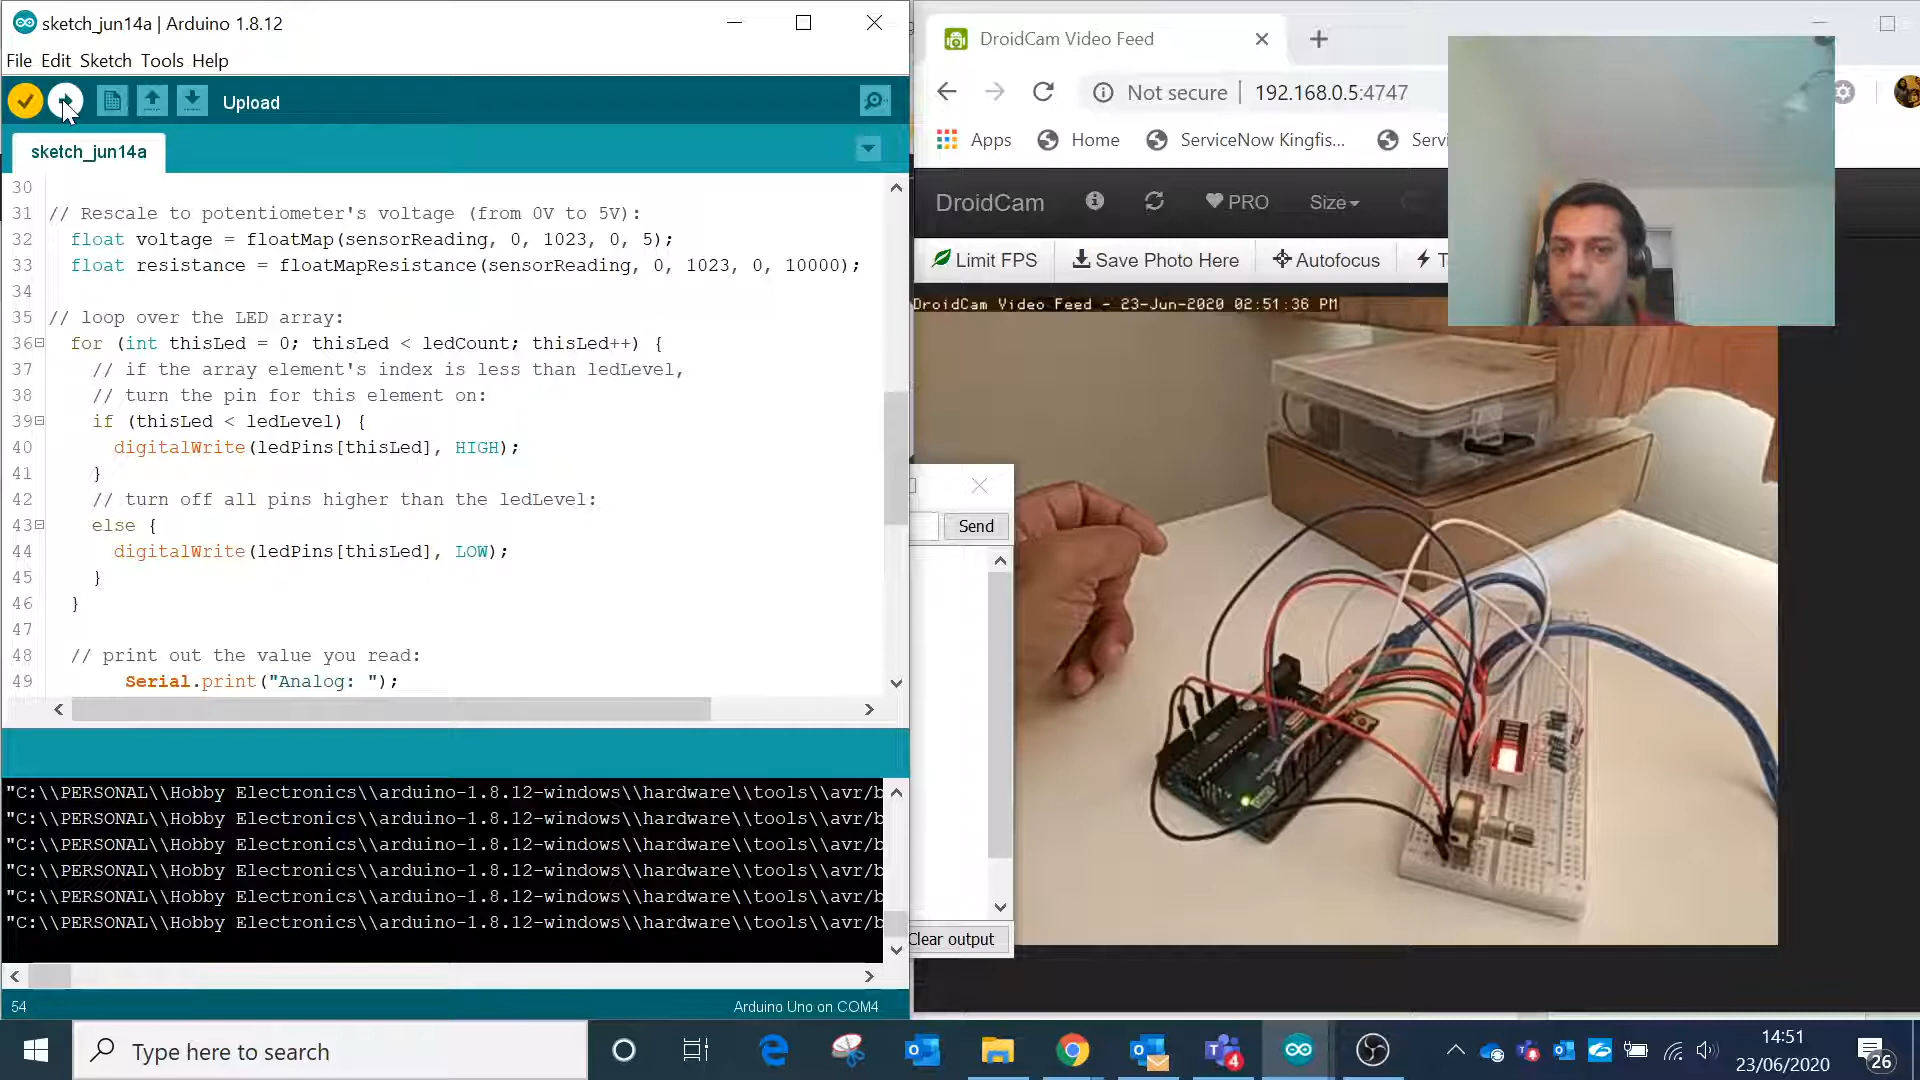 sketch_jun14a | Arduino 1.8.12
File Edit Sketch Tools Help
Upload
sketch_jun14a
30
31 // Rescale to potentiometer's voltage (from 0V to 5V):
32 float voltage = floatMap(sensorReading, 0, 1023, 0, 5);
33 float resistance = floatMapResistance(sensorReading, 0, 1023, 0, 10000);
34
35 // loop over the LED array:
36 for (int thisLed = 0; thisLed < ledCount; thisLed++) {
37 // if the array element's index is less than ledLevel,
38 // turn the pin for this element on:
39 if (thisLed < ledLevel) {
40 digitalWrite(ledPins[thisLed], HIGH);
41 }
42 // turn off all pins higher than the ledLevel:
43 else {
44 digitalWrite(ledPins[thisLed], LOW);
45 }
46 }
47
48 // print out the value you read:
49 Serial.print("Analog: ");
"C:\\PERSONAL\\Hobby Electronics\\arduino-1.8.12-windows\\hardware\\tools\\avr/b
"C:\\PERSONAL\\Hobby Electronics\\arduino-1.8.12-windows\\hardware\\tools\\avr/b
"C:\\PERSONAL\\Hobby Electronics\\arduino-1.8.12-windows\\hardware\\tools\\avr/b
"C:\\PERSONAL\\Hobby Electronics\\arduino-1.8.12-windows\\hardware\\tools\\avr/b
"C:\\PERSONAL\\Hobby Electronics\\arduino-1.8.12-windows\\hardware\\tools\\avr/b
"C:\\PERSONAL\\Hobby Electronics\\arduino-1.8.12-windows\\hardware\\tools\\avr/b
54 Arduino Uno on COM4
DroidCam Video Feed
Not secure | 192.168.0.5:4747
Apps Home ServiceNow Kingfis... Servi
DroidCam PRO Size
Limit FPS Save Photo Here Autofocus T
DroidCam Video Feed - 23-Jun-2020 02:51:36 PM
Send
Clear output
Type here to search
4
14:51
23/06/2020
26